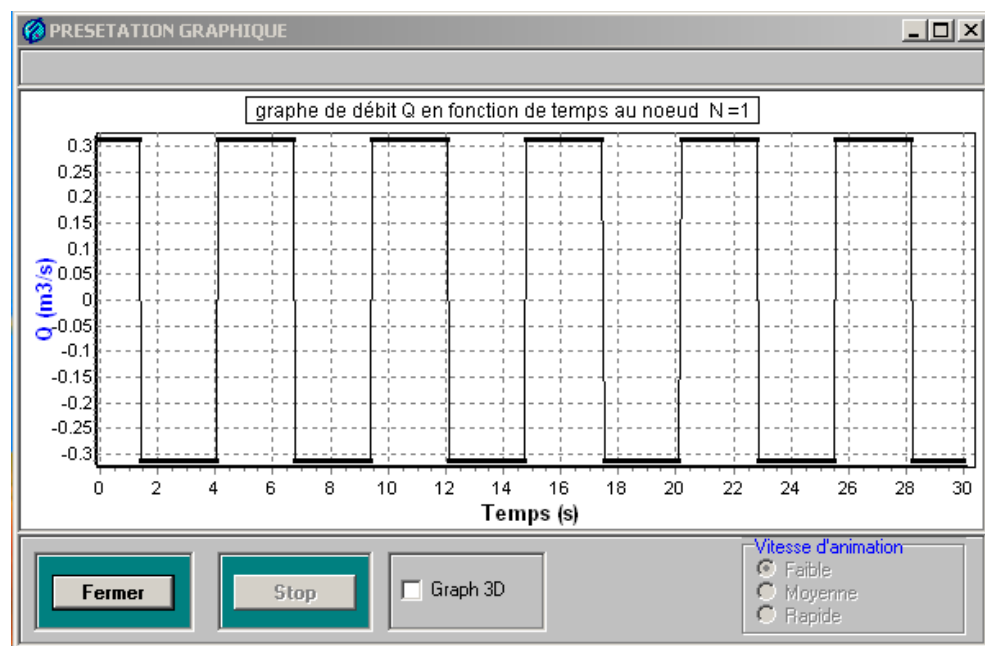 PRESETATION GRAPHIQUE
graphe de débit Q en fonction de temps au noeud N =1
0.3
0.25
0.2
0.15
0.1
0.05
0
-0.05
-0.1
-0.15
-0.2
-0.25
-0.3
Q (m3/s)
0 2 4 6 8 10 12 14 16 18 20 22 24 26 28 30
Temps (s)
Fermer
Stop
Graph 3D
Vitesse d'animation
Faible
Moyenne
Rapide